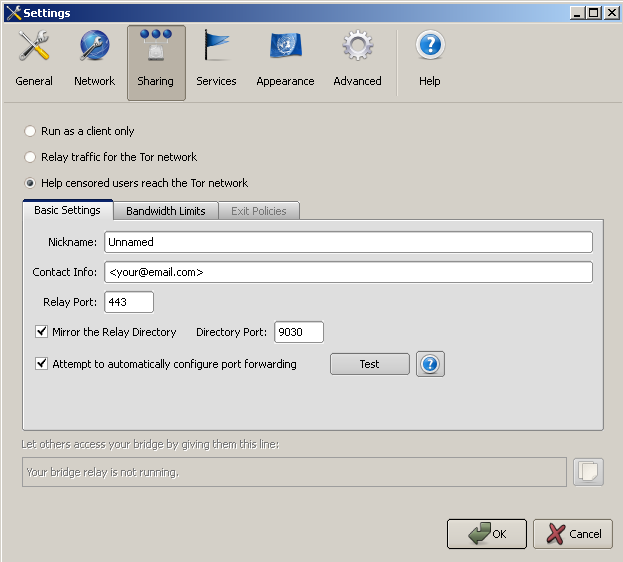 Settings
General Network Sharing Services Appearance Advanced Help
Run as a client only
Relay traffic for the Tor network
Help censored users reach the Tor network
Basic Settings Bandwidth Limits Exit Policies
Nickname: Unnamed
Contact Info: <your@email.com>
Relay Port: 443
Mirror the Relay Directory Directory Port: 9030
Attempt to automatically configure port forwarding Test ?
Let others access your bridge by giving them this line:
Your bridge relay is not running.
OK Cancel